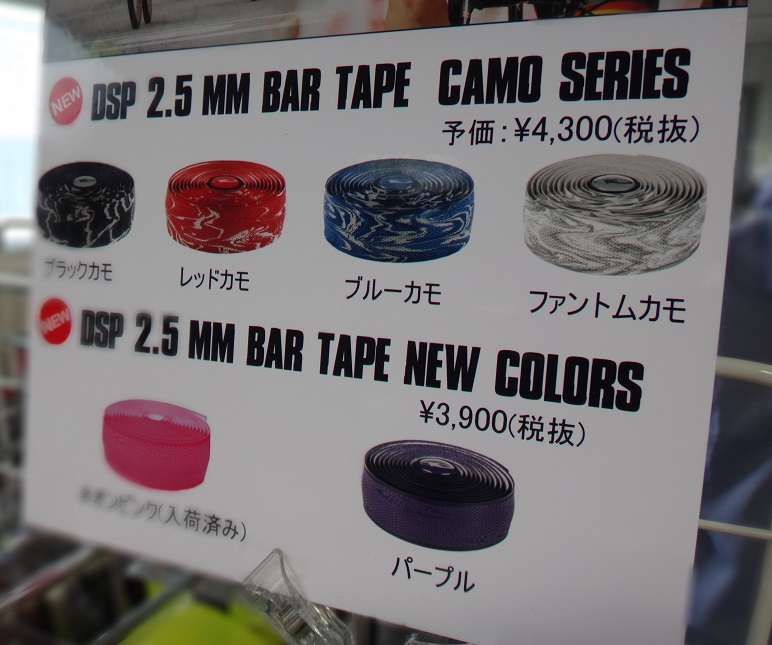 NEW DSP 2.5 MM BAR TAPE CAMO SERIES
予価:¥4,300(税抜)
ブラックカモ レッドカモ ブルーカモ ファントムカモ
NEW DSP 2.5 MM BAR TAPE NEW COLORS
¥3,900(税抜)
ネオンピンク(入荷済み) パープル